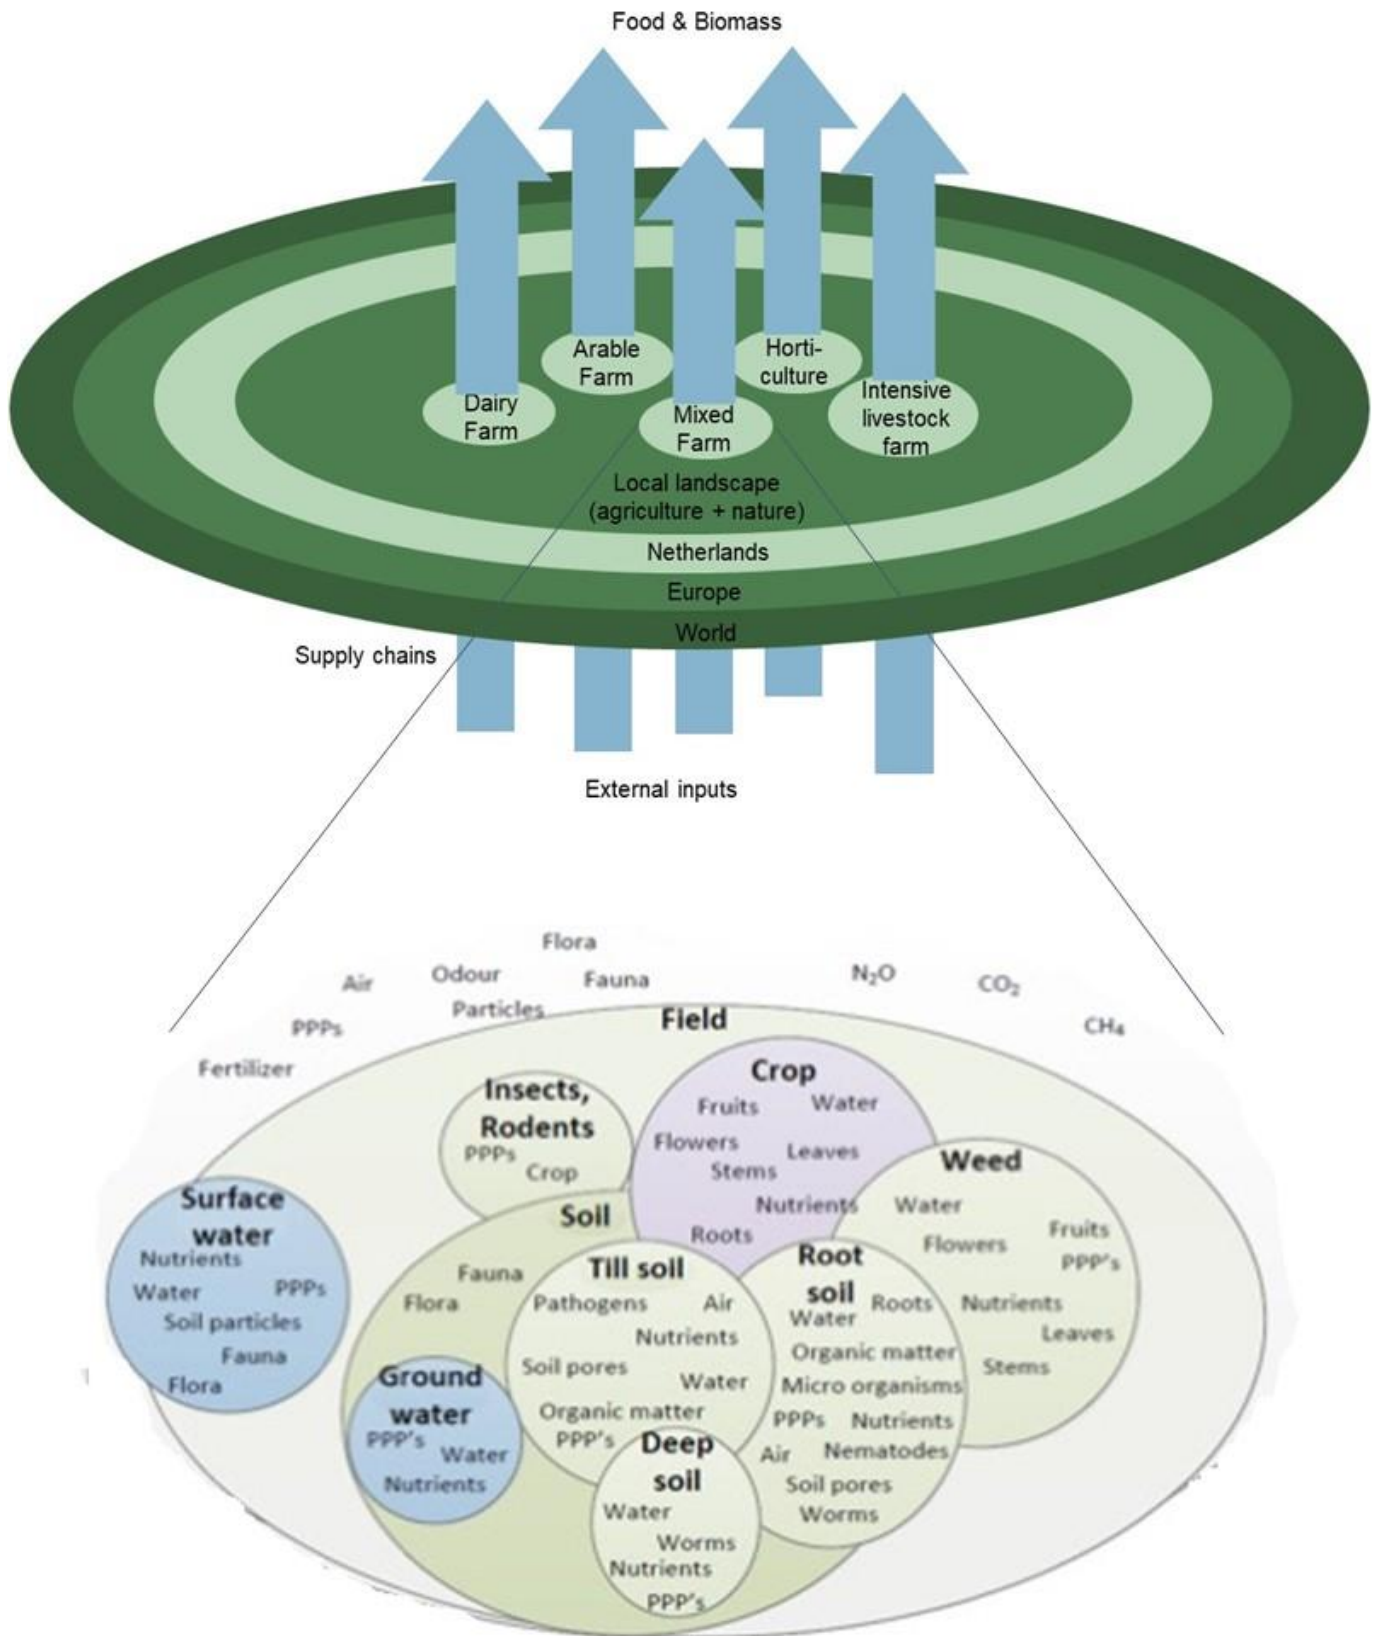 Food & Biomass
Arable
Farm
Horti-
culture
Dairy
Farm
Mixed
Farm
Intensive
livestock
farm
Local landscape
(agriculture + nature)
Netherlands
Europe
World
Supply chains
External inputs
Flora
Air
Odour
Fauna
N₂O
CO₂
Particles
PPPs
CH₄
Fertilizer
Field
Insects,
Rodents
PPPs
Crop
Crop
Fruits
Water
Flowers
Leaves
Stems
Nutrients
Roots
Weed
Water
Fruits
Flowers
PPP's
Nutrients
Leaves
Stems
Surface
water
Nutrients
Water
PPPs
Soil particles
Fauna
Flora
Soil
Fauna
Flora
Till soil
Pathogens
Air
Nutrients
Soil pores
Water
Organic matter
PPP's
Root
soil
Roots
Water
Organic matter
Micro organisms
PPPs
Nutrients
Air
Nematodes
Soil pores
Worms
Ground
water
PPP's
Water
Nutrients
Deep
soil
Water
Worms
Nutrients
PPP's